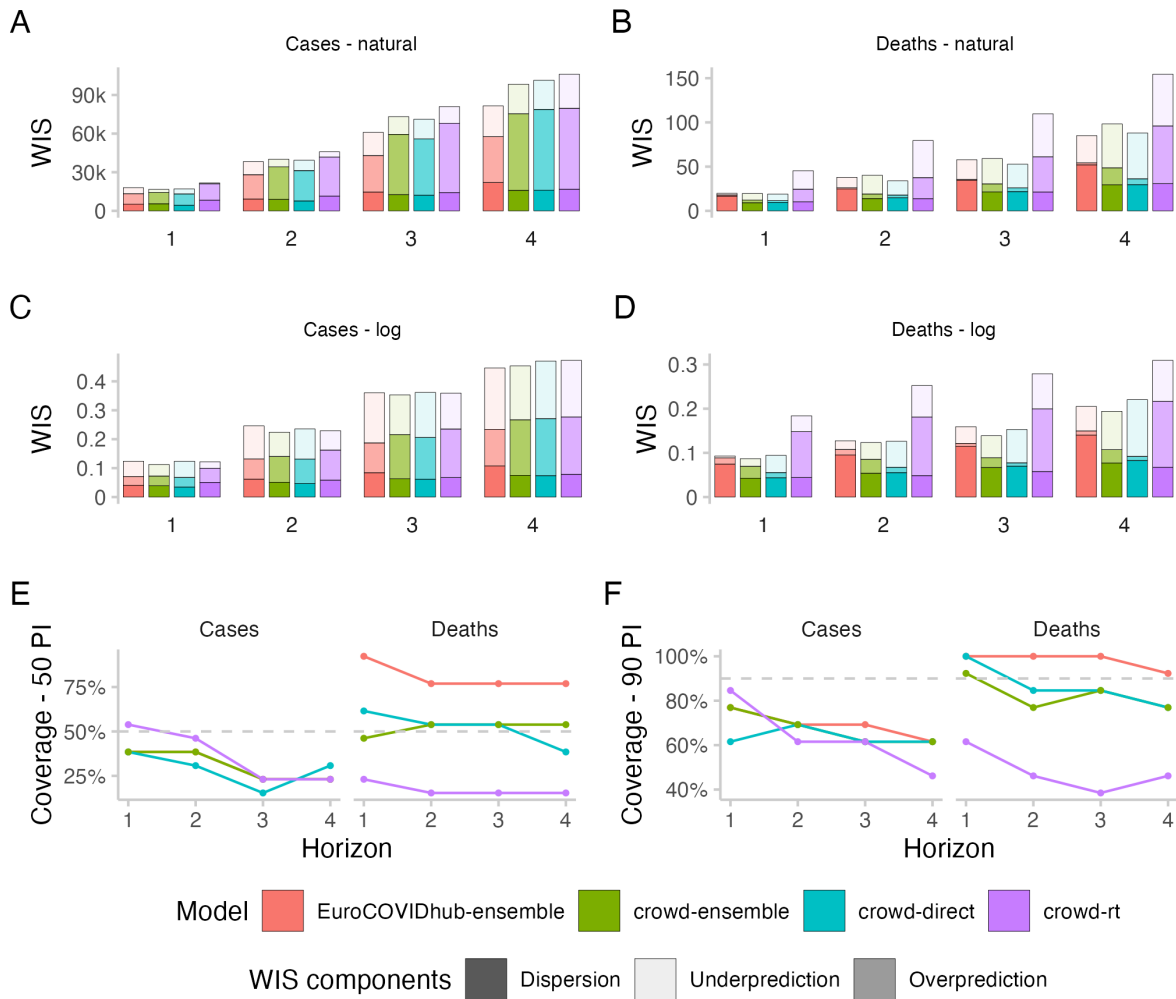 A
B
Cases - natural
Deaths - natural
WIS
90k
60k
30k
0
1
2
3
4
WIS
150
100
50
0
1
2
3
4
C
D
Cases - log
Deaths - log
WIS
0.4
0.3
0.2
0.1
0
1
2
3
4
WIS
0.3
0.2
0.1
0
1
2
3
4
E
F
Coverage - 50 PI
Cases
Deaths
75%
50%
25%
1
2
3
4
1
2
3
4
Horizon
Coverage - 90 PI
Cases
Deaths
100%
80%
60%
40%
1
2
3
4
1
2
3
4
Horizon
Model EuroCOVIDhub-ensemble crowd-ensemble crowd-direct crowd-rt
WIS components Dispersion Underprediction Overprediction